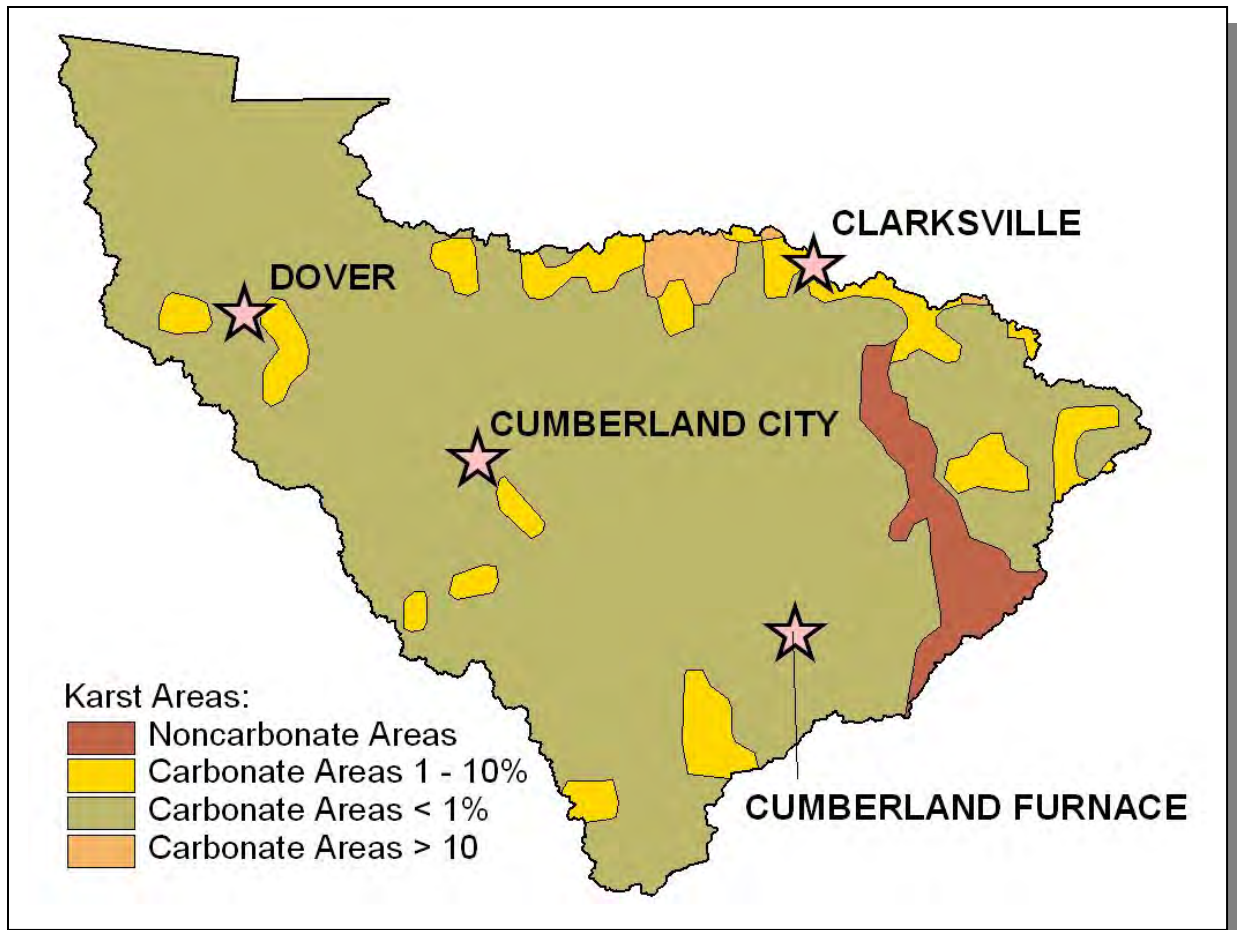 CLARKSVILLE
DOVER
CUMBERLAND CITY
Karst Areas:
Noncarbonate Areas
Carbonate Areas 1 - 10%
Carbonate Areas < 1%
Carbonate Areas > 10
CUMBERLAND FURNACE